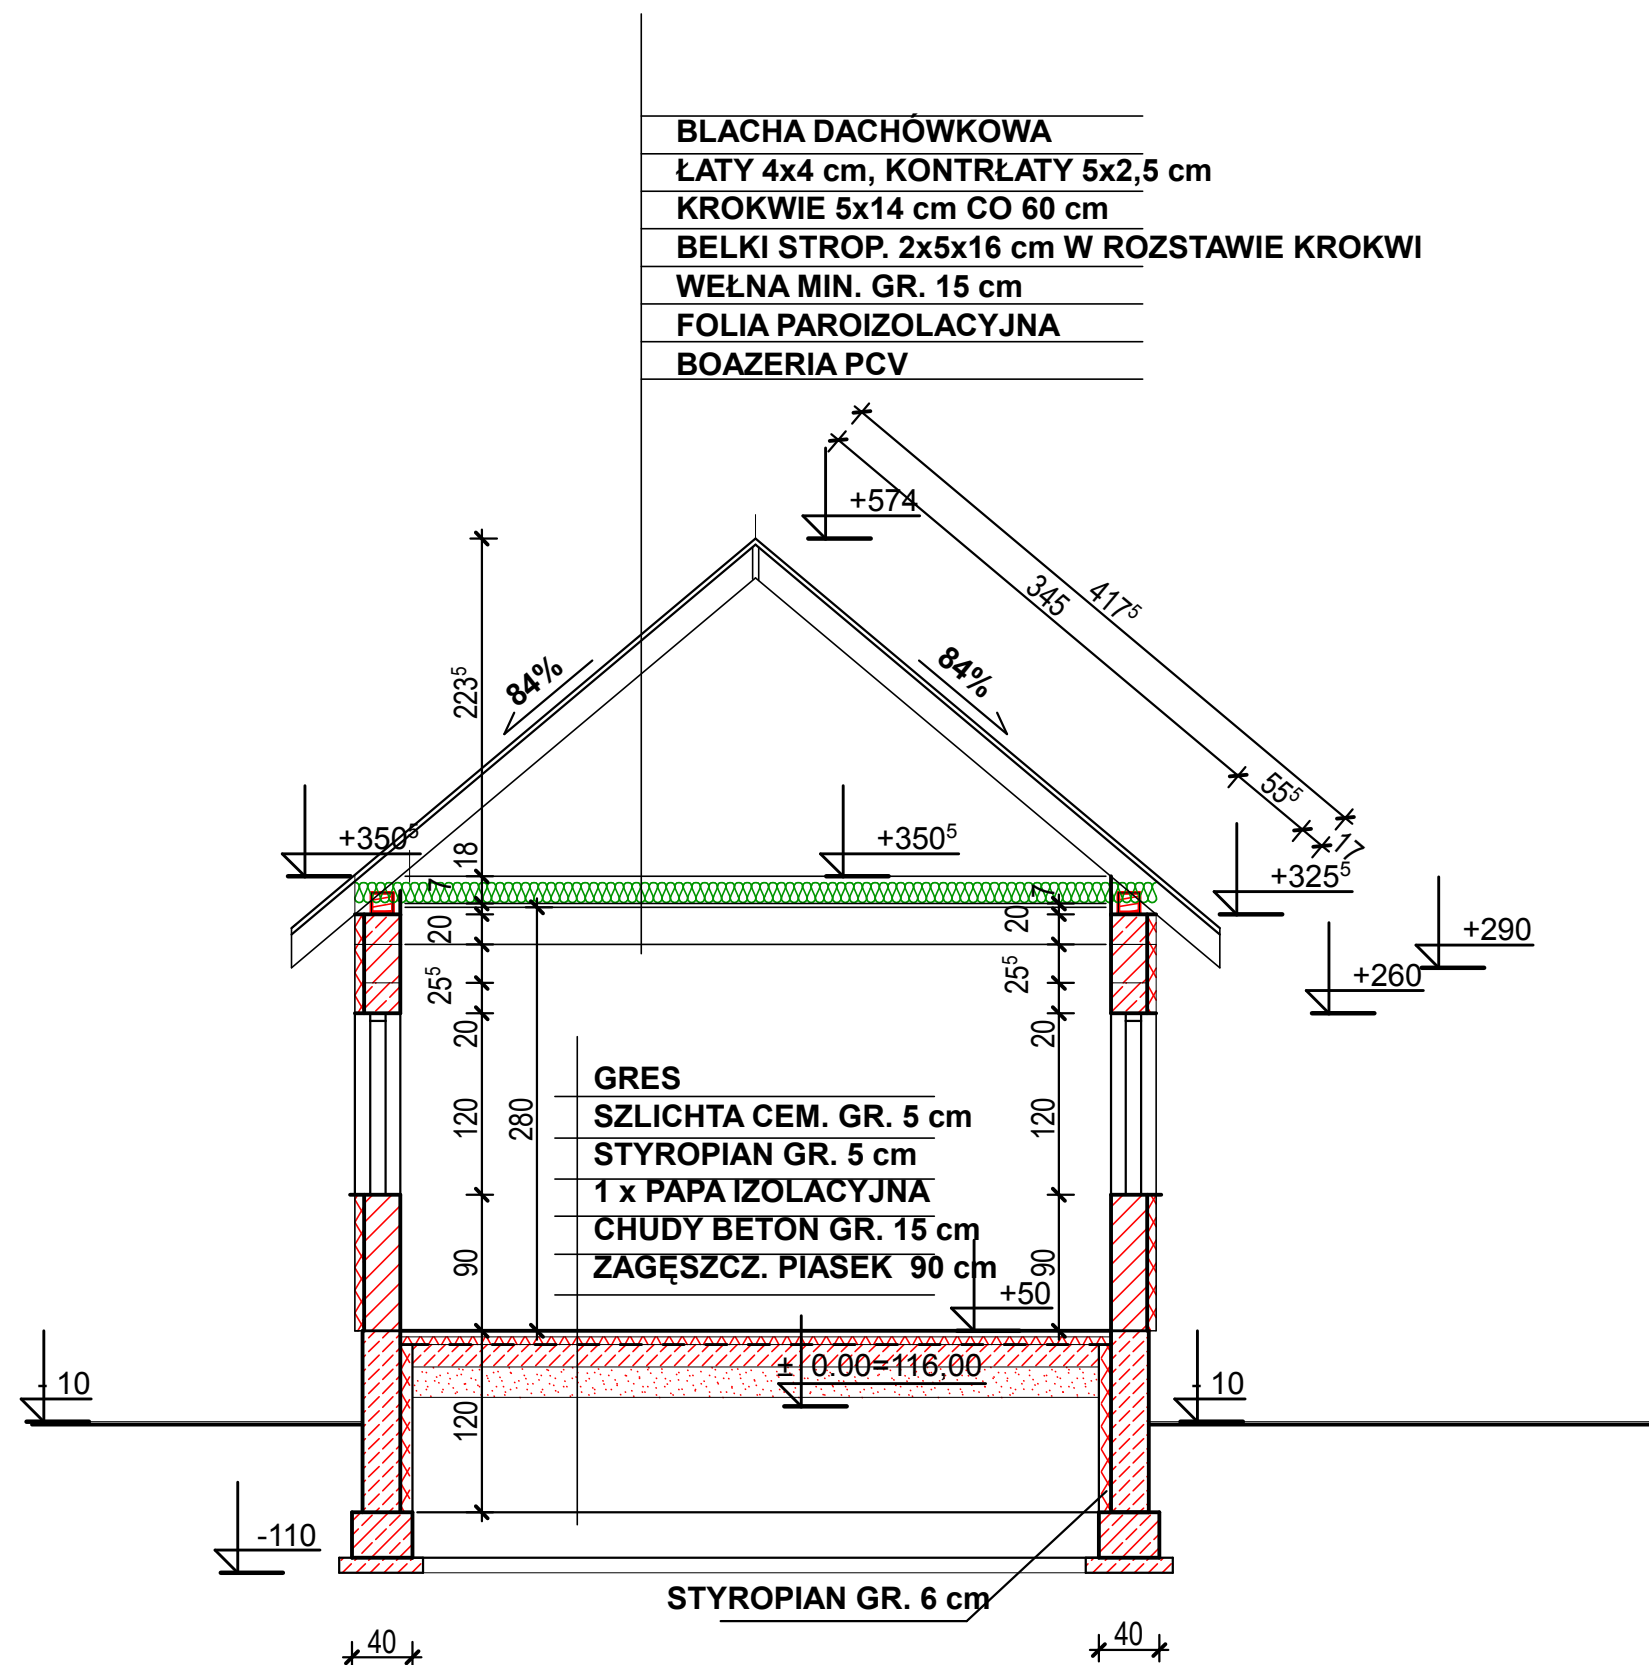 BLACHA DACHÓWKOWA
ŁATY 4x4 cm, KONTRŁATY 5x2,5 cm
KROKWIE 5x14 cm CO 60 cm
BELKI STROP. 2x5x16 cm W ROZSTAWIE KROKWI
WEŁNA MIN. GR. 15 cm
FOLIA PAROIZOLACYJNA
BOAZERIA PCV
+574
345
417⁵
223⁵
84%
84%
55⁵
17
+350⁵
18
+350⁵
7
7
+325⁵
20
20
+290
25⁵
25⁵
+260
20
20
120
280
120
GRES
SZLICHTA CEM. GR. 5 cm
STYROPIAN GR. 5 cm
1 x PAPA IZOLACYJNA
CHUDY BETON GR. 15 cm
ZAGĘSZCZ. PIASEK 90 cm
90
90
+50
± 0.00=116,00
- 10
- 10
120
-110
STYROPIAN GR. 6 cm
40
40